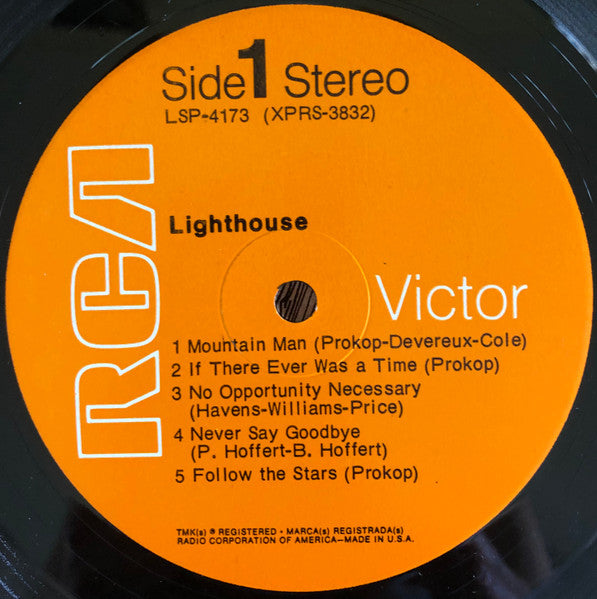 Side 1 Stereo
LSP-4173 (XPRS-3832)
RCA
Lighthouse
Victor
1 Mountain Man (Prokop-Devereux-Cole)
2 If There Ever Was a Time (Prokop)
3 No Opportunity Necessary
(Havens-Williams-Price)
4 Never Say Goodbye
(P. Hoffert-B. Hoffert)
5 Follow the Stars (Prokop)
TMK(s) ® REGISTERED • MARCA(s) REGISTRADA(s)
RADIO CORPORATION OF AMERICA—MADE IN U.S.A.